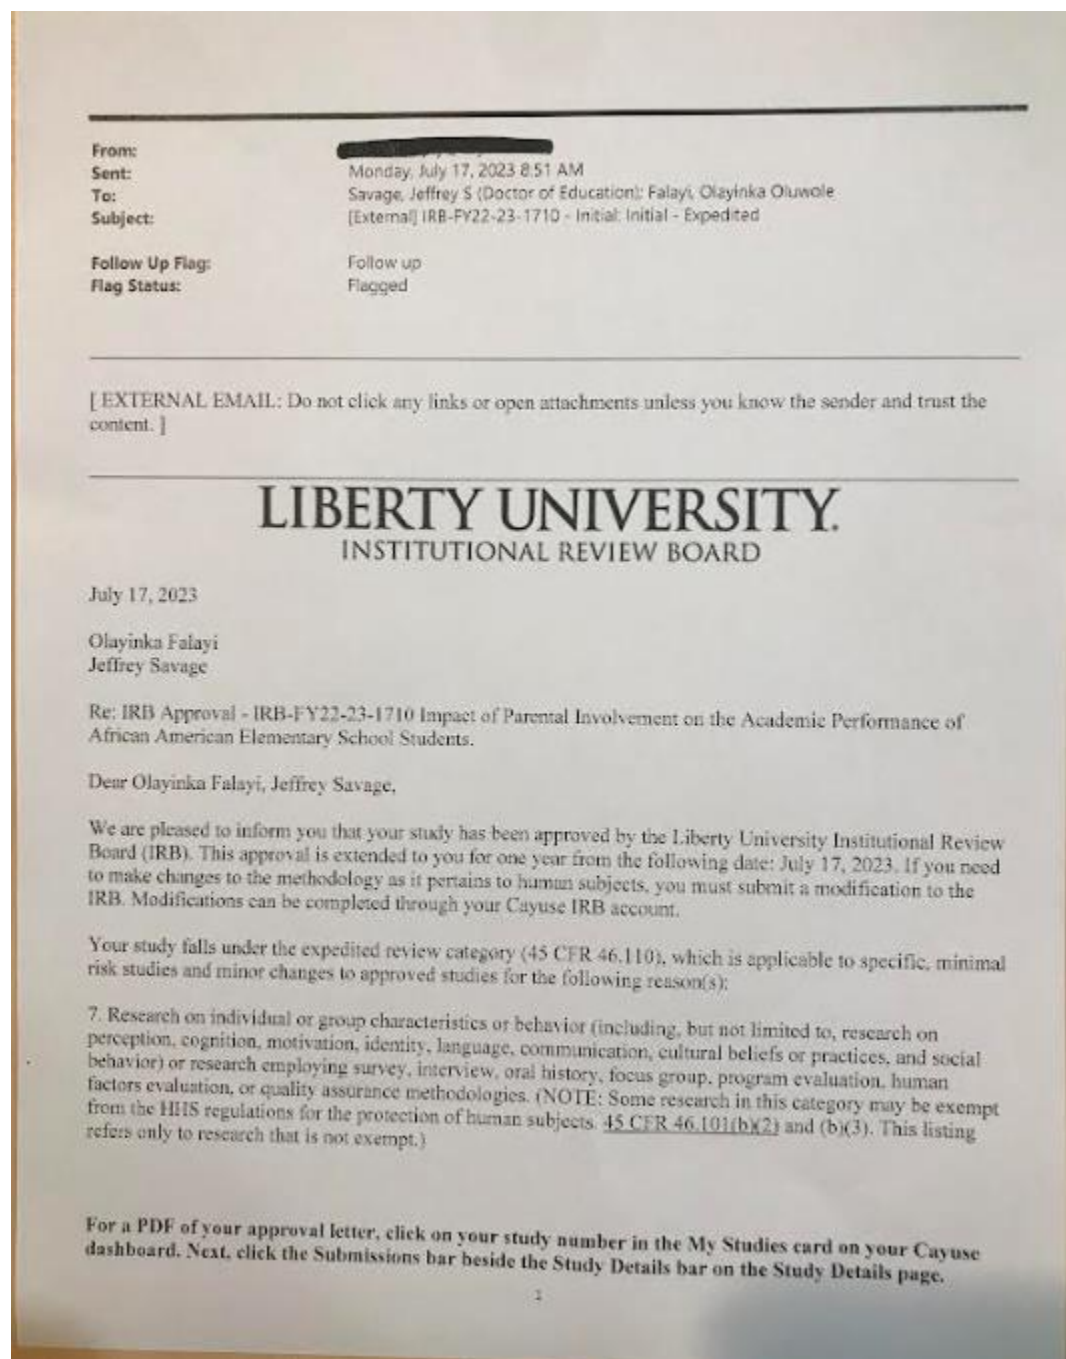 From:
Sent: Monday, July 17, 2023 8:51 AM
To: Savage, Jeffrey S (Doctor of Education); Falayi, Olayinka Oluwole
Subject: [External] IRB-FY22-23-1710 - Initial: Initial - Expedited
Follow Up Flag: Follow up
Flag Status: Flagged
[ EXTERNAL EMAIL: Do not click any links or open attachments unless you know the sender and trust the
content. ]
LIBERTY UNIVERSITY.
INSTITUTIONAL REVIEW BOARD
July 17, 2023
Olayinka Falayi
Jeffrey Savage
Re: IRB Approval - IRB-FY22-23-1710 Impact of Parental Involvement on the Academic Performance of
African American Elementary School Students.
Dear Olayinka Falayi, Jeffrey Savage,
We are pleased to inform you that your study has been approved by the Liberty University Institutional Review
Board (IRB). This approval is extended to you for one year from the following date: July 17, 2023. If you need
to make changes to the methodology as it pertains to human subjects, you must submit a modification to the
IRB. Modifications can be completed through your Cayuse IRB account.
Your study falls under the expedited review category (45 CFR 46.110), which is applicable to specific, minimal
risk studies and minor changes to approved studies for the following reason(s):
7. Research on individual or group characteristics or behavior (including, but not limited to, research on
perception, cognition, motivation, identity, language, communication, cultural beliefs or practices, and social
behavior) or research employing survey, interview, oral history, focus group, program evaluation, human
factors evaluation, or quality assurance methodologies. (NOTE: Some research in this category may be exempt
from the HHS regulations for the protection of human subjects. 45 CFR 46.101(b)(2) and (b)(3). This listing
refers only to research that is not exempt.)
For a PDF of your approval letter, click on your study number in the My Studies card on your Cayuse
dashboard. Next, click the Submissions bar beside the Study Details bar on the Study Details page.